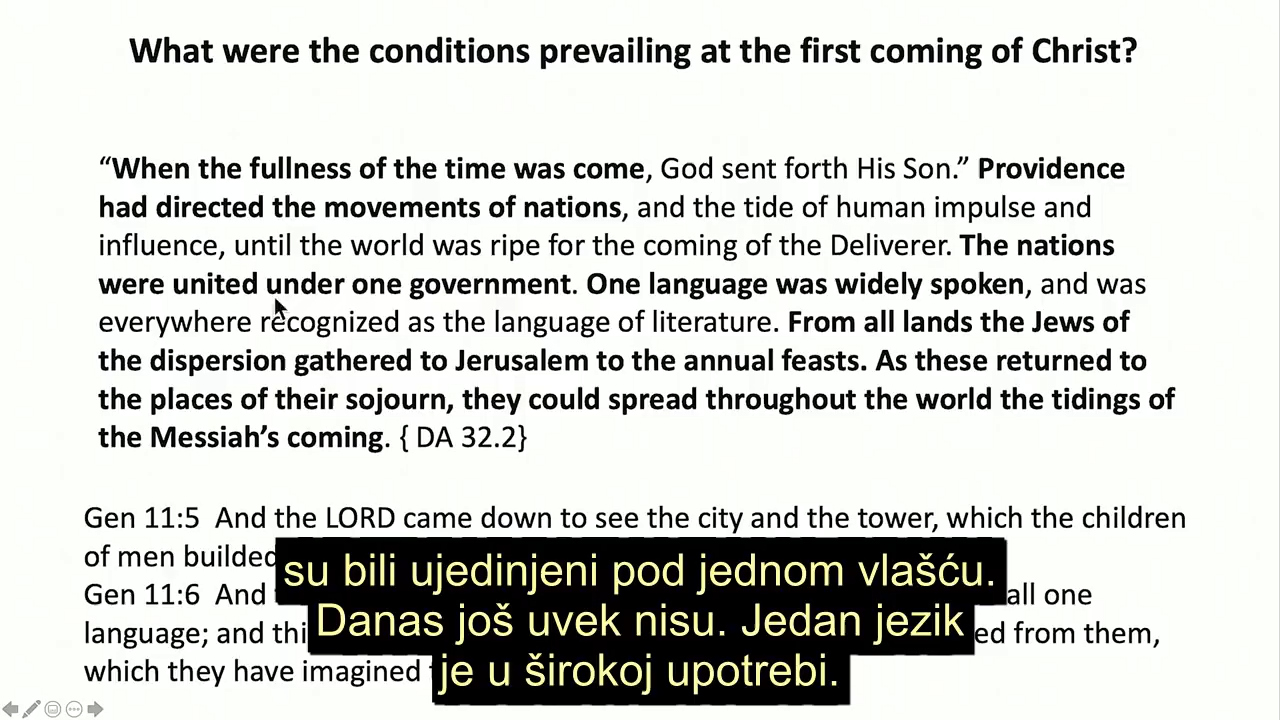 What were the conditions prevailing at the first coming of Christ?
“When the fullness of the time was come, God sent forth His Son.” Providence
had directed the movements of nations, and the tide of human impulse and
influence, until the world was ripe for the coming of the Deliverer. The nations
were united under one government. One language was widely spoken, and was
everywhere recognized as the language of literature. From all lands the Jews of
the dispersion gathered to Jerusalem to the annual feasts. As these returned to
the places of their sojourn, they could spread throughout the world the tidings of
the Messiah’s coming. { DA 32.2}
Gen 11:5 And the LORD came down to see the city and the tower, which the children
of men builded
Gen 11:6 And all one
language; and ed from them,
which they have imagined
su bili ujedinjeni pod jednom vlašću.
Danas još uvek nisu. Jedan jezik
je u širokoj upotrebi.